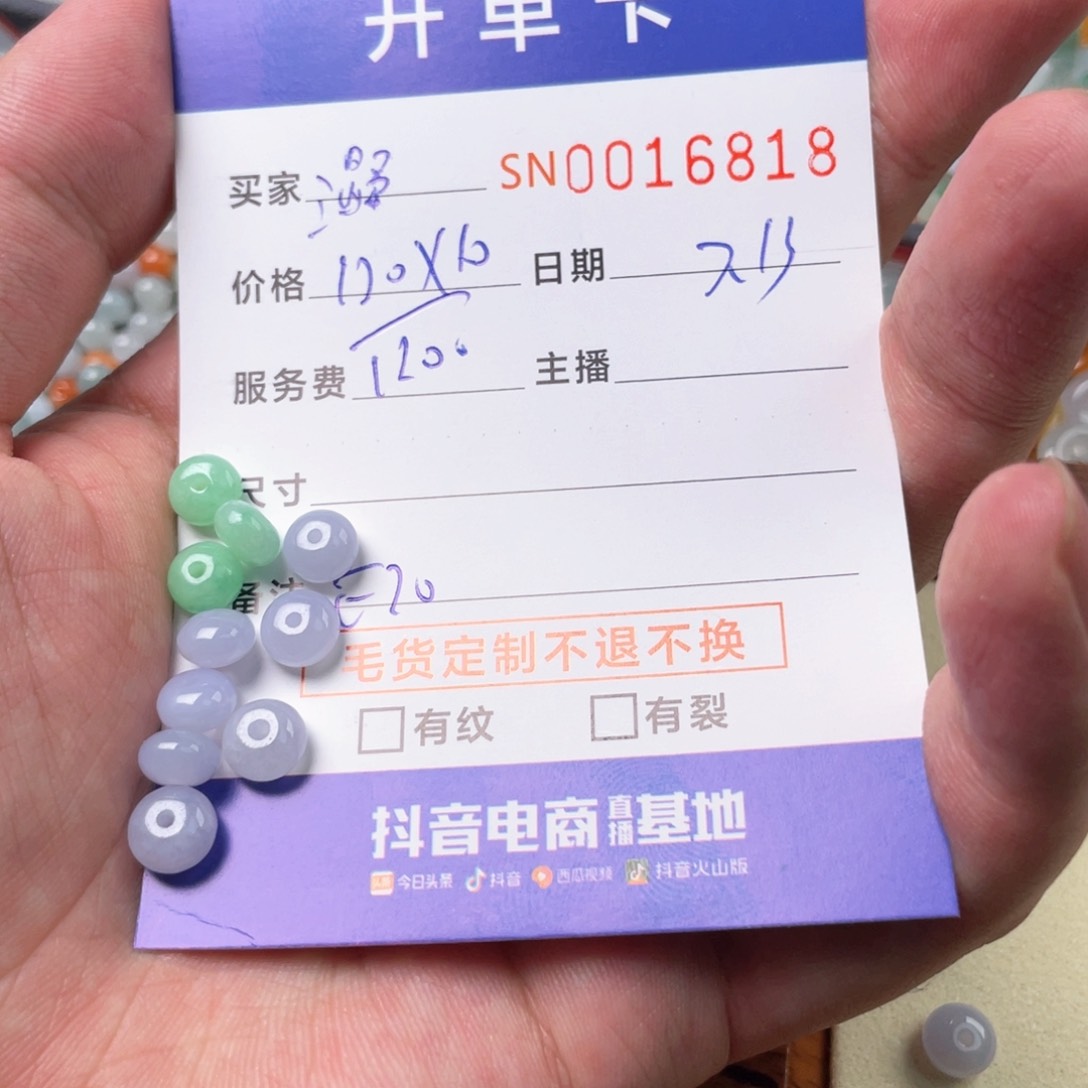 开单卡
买家 SN0016818
价格 120X10 日期
服务费 1200 主播
尺寸
备注 E20
毛货定制不退不换
有纹 有裂
抖音电商直播基地
今日头条 抖音 西瓜视频 抖音火山版